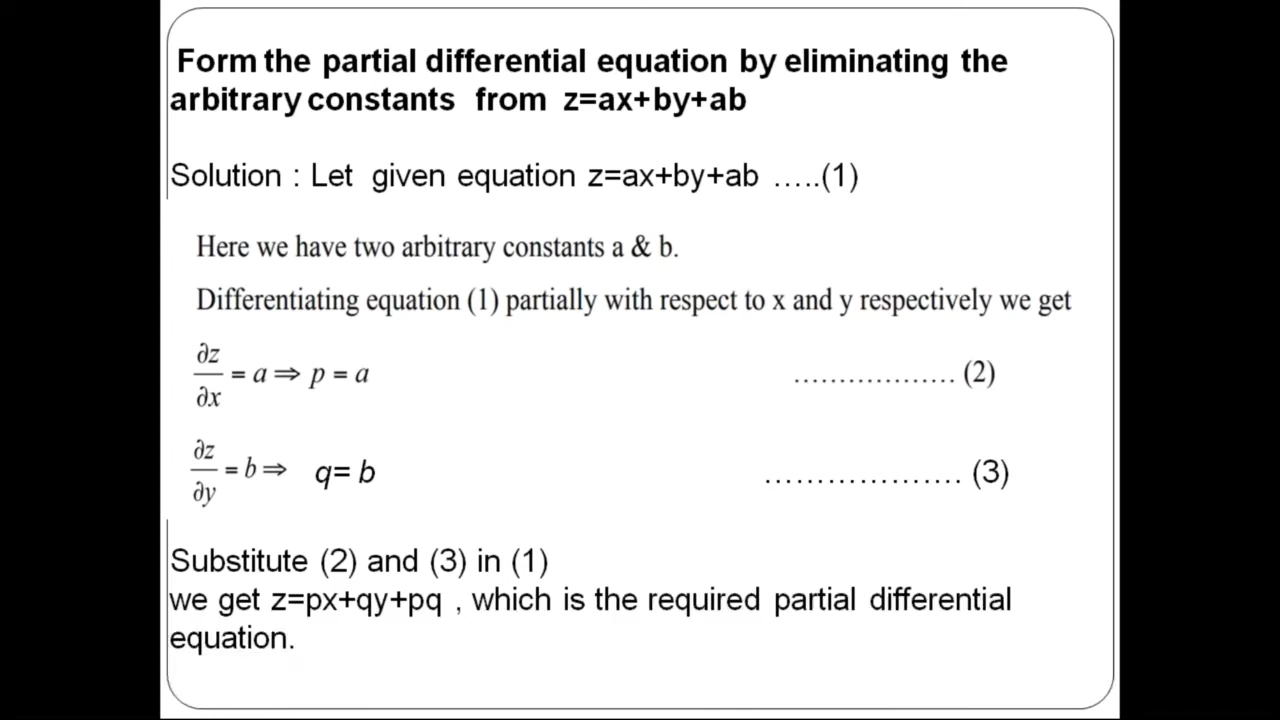 Form the partial differential equation by eliminating the
arbitrary constants from z=ax+by+ab
Solution : Let given equation z=ax+by+ab …..(1)
Here we have two arbitrary constants a & b.
Differentiating equation (1) partially with respect to x and y respectively we get
∂z/∂x = a ⇒ p = a ……………… (2)
∂z/∂y = b ⇒ q= b ………………. (3)
Substitute (2) and (3) in (1)
we get z=px+qy+pq , which is the required partial differential
equation.